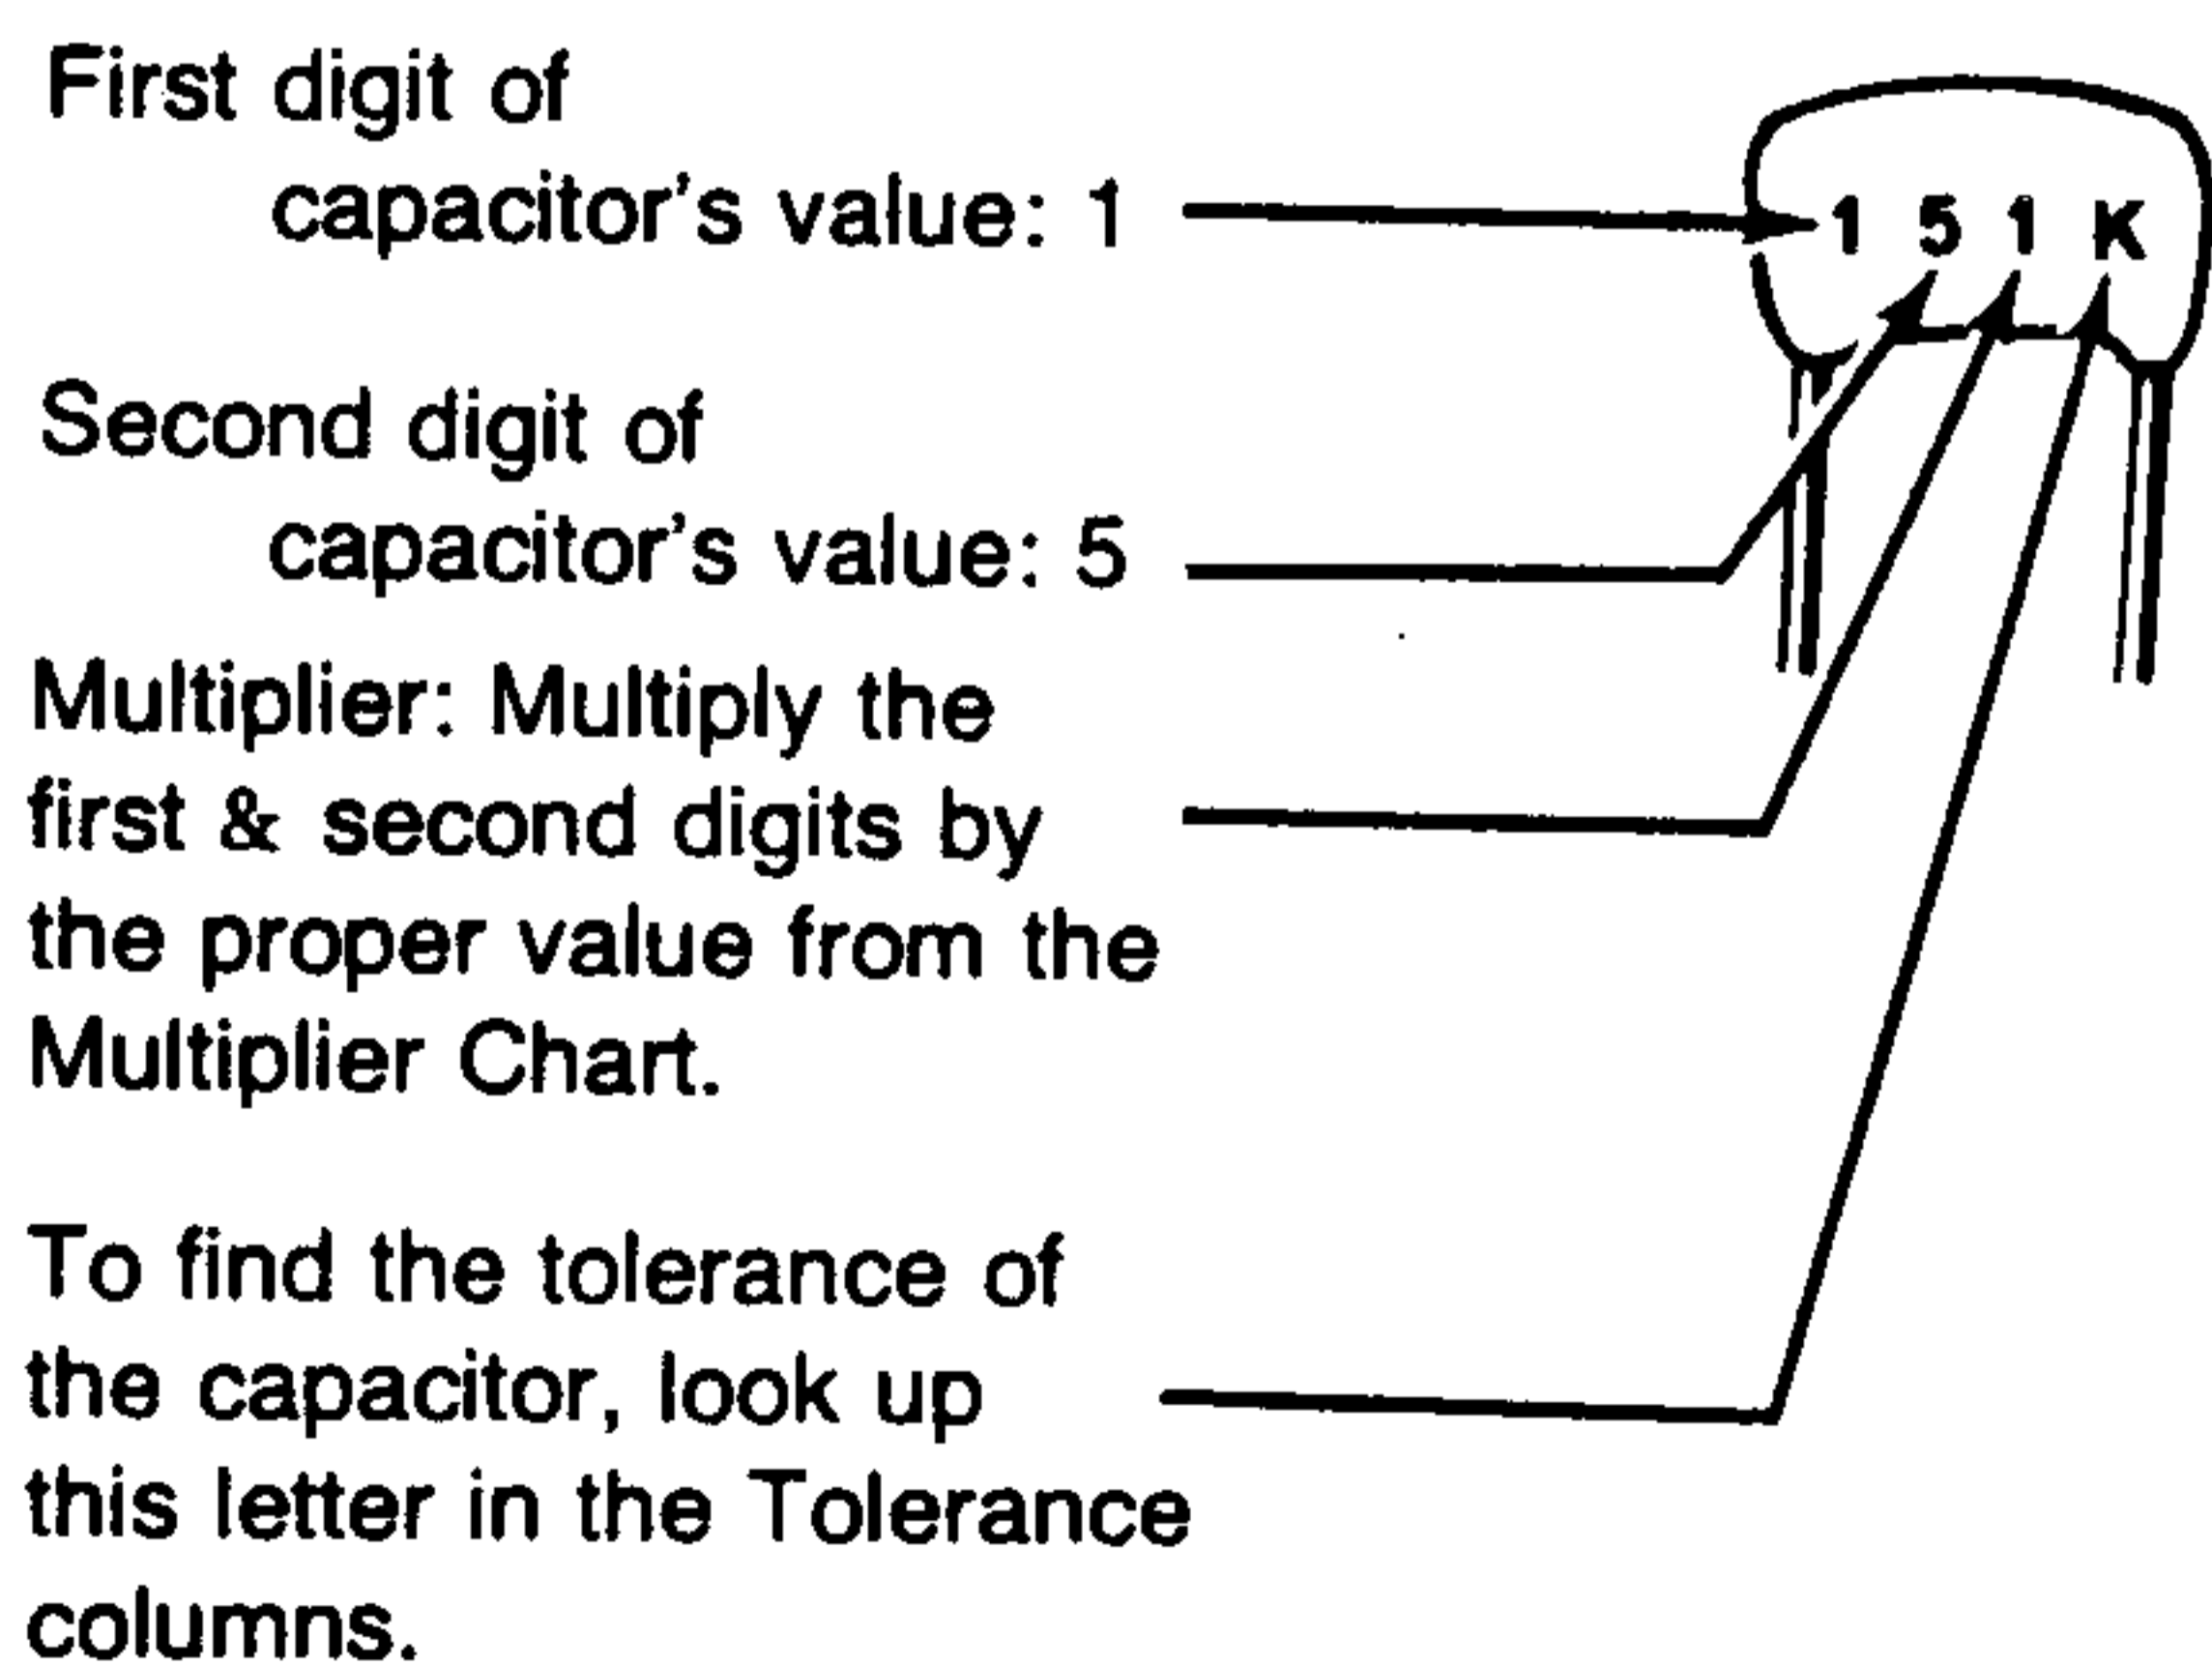 First digit of
capacitor's value: 1
1 5 1 K
Second digit of
capacitor's value: 5
Multiplier: Multiply the
first & second digits by
the proper value from the
Multiplier Chart.
To find the tolerance of
the capacitor, look up
this letter in the Tolerance
columns.